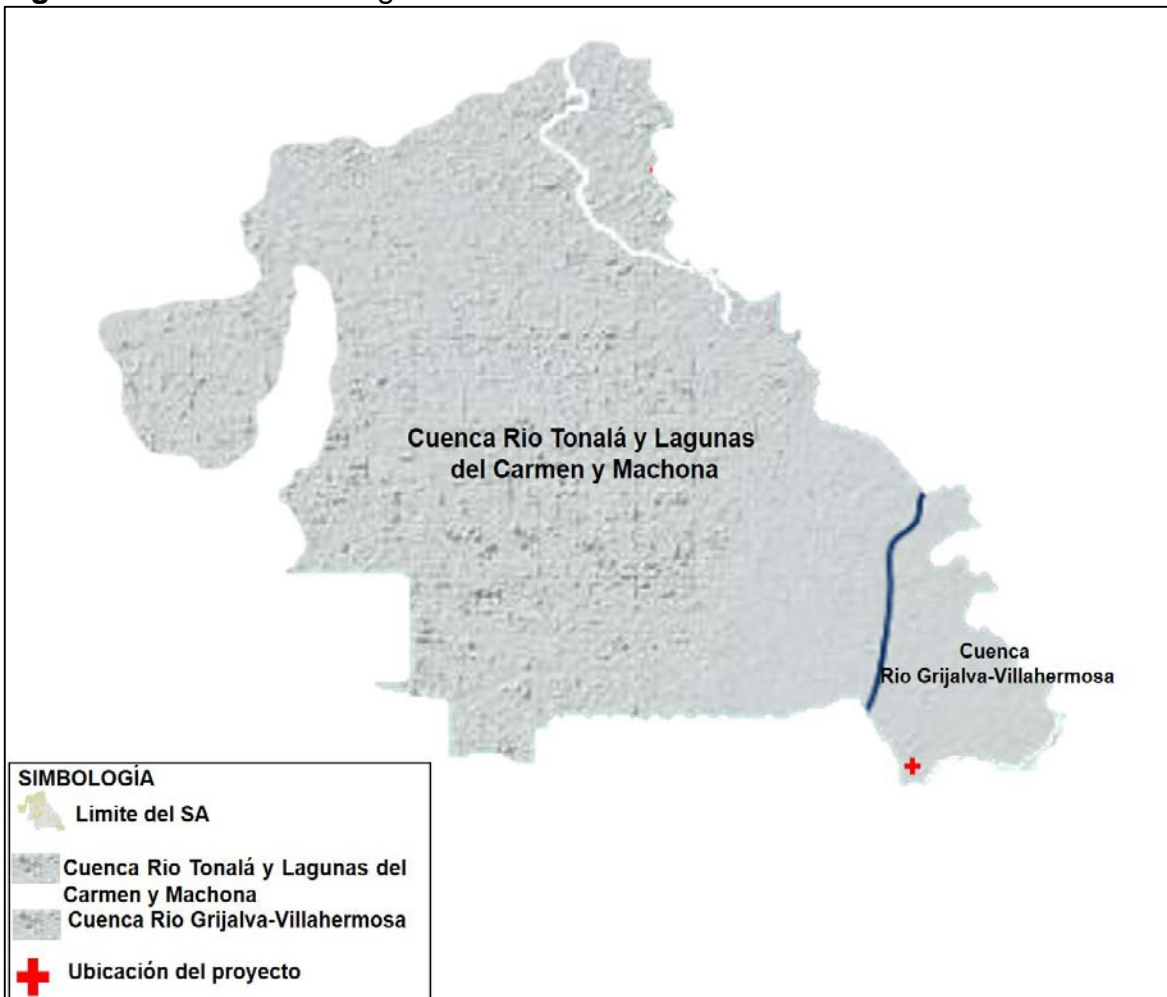 Cuenca Rio Tonalá y Lagunas
del Carmen y Machona
Cuenca
Rio Grijalva-Villahermosa
SIMBOLOGÍA
Limite del SA
Cuenca Rio Tonalá y Lagunas del
Carmen y Machona
Cuenca Rio Grijalva-Villahermosa
Ubicación del proyecto